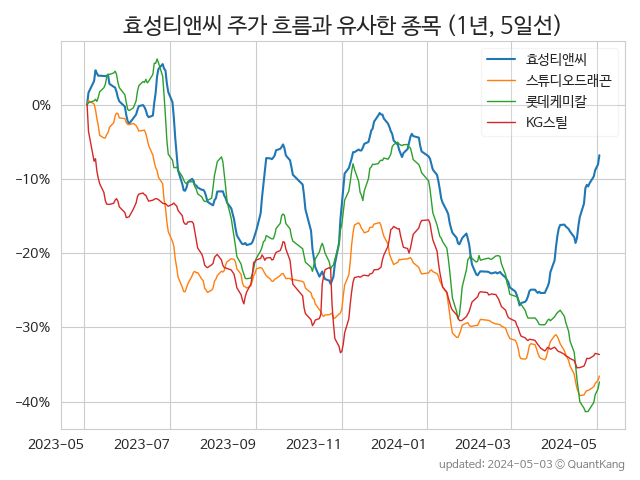 효성티앤씨 주가 흐름과 유사한 종목 (1년, 5일선)
효성티앤씨
스튜디오드래곤
롯데케미칼
KG스틸
0%
−10%
−20%
−30%
−40%
2023-05
2023-07
2023-09
2023-11
2024-01
2024-03
2024-05
updated: 2024-05-03 © QuantKang